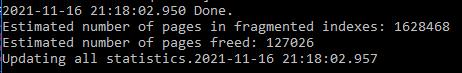 2021-11-16 21:18:02.950 Done.
Estimated number of pages in fragmented indexes: 1628468
Estimated number of pages freed: 127026
Updating all statistics.2021-11-16 21:18:02.957